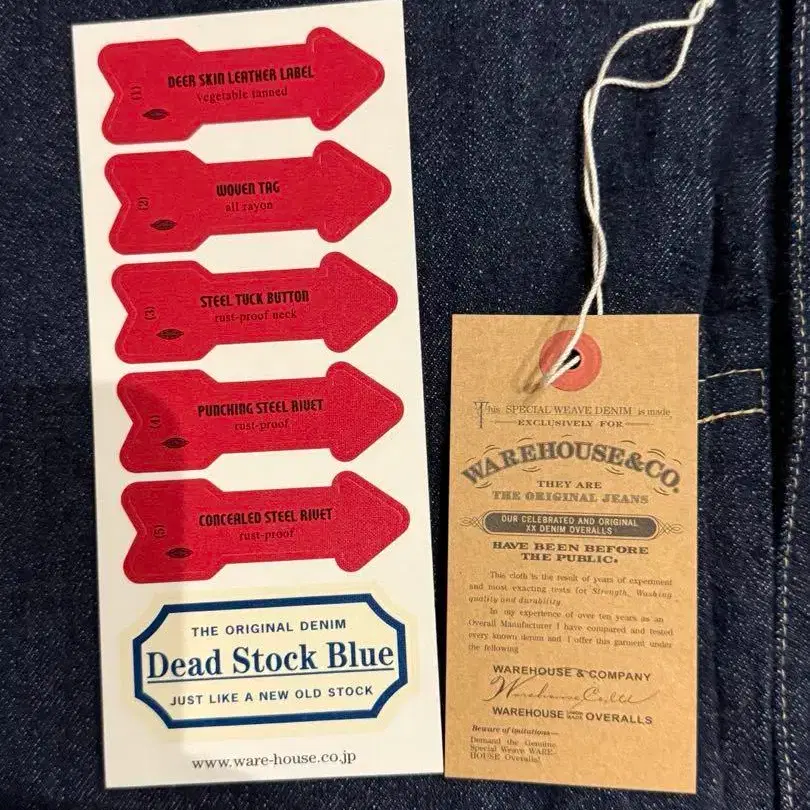 (1)
DEER SKIN LEATHER LABEL
Vegetable tanned
(2)
WOVEN TAG
all rayon
(3)
STEEL TUCK BUTTON
rust-proof neck
(4)
PUNCHING STEEL RIVET
rust-proof
(5)
CONCEALED STEEL RIVET
rust-proof
THE ORIGINAL DENIM
Dead Stock Blue
JUST LIKE A NEW OLD STOCK
www.ware-house.co.jp
This SPECIAL WEAVE DENIM is made
EXCLUSIVELY FOR
WAREHOUSE&CO.
THEY ARE
THE ORIGINAL JEANS
OUR CELEBRATED AND ORIGINAL
XX DENIM OVERALLS
HAVE BEEN BEFORE
THE PUBLIC.
This cloth is the result of years of experiment
and most exacting tests for Strength, Washing
quality and durability
In my experience of over ten years as an
Overall Manufacturer I have compared and tested
every known denim and I offer this garment under
the following
WAREHOUSE & COMPANY
Warehouse Co,ltd
WAREHOUSE UNION MADE OVERALLS
Beware of imitations—
Demand the Genuine
Special Weave WARE-
HOUSE Overalls!